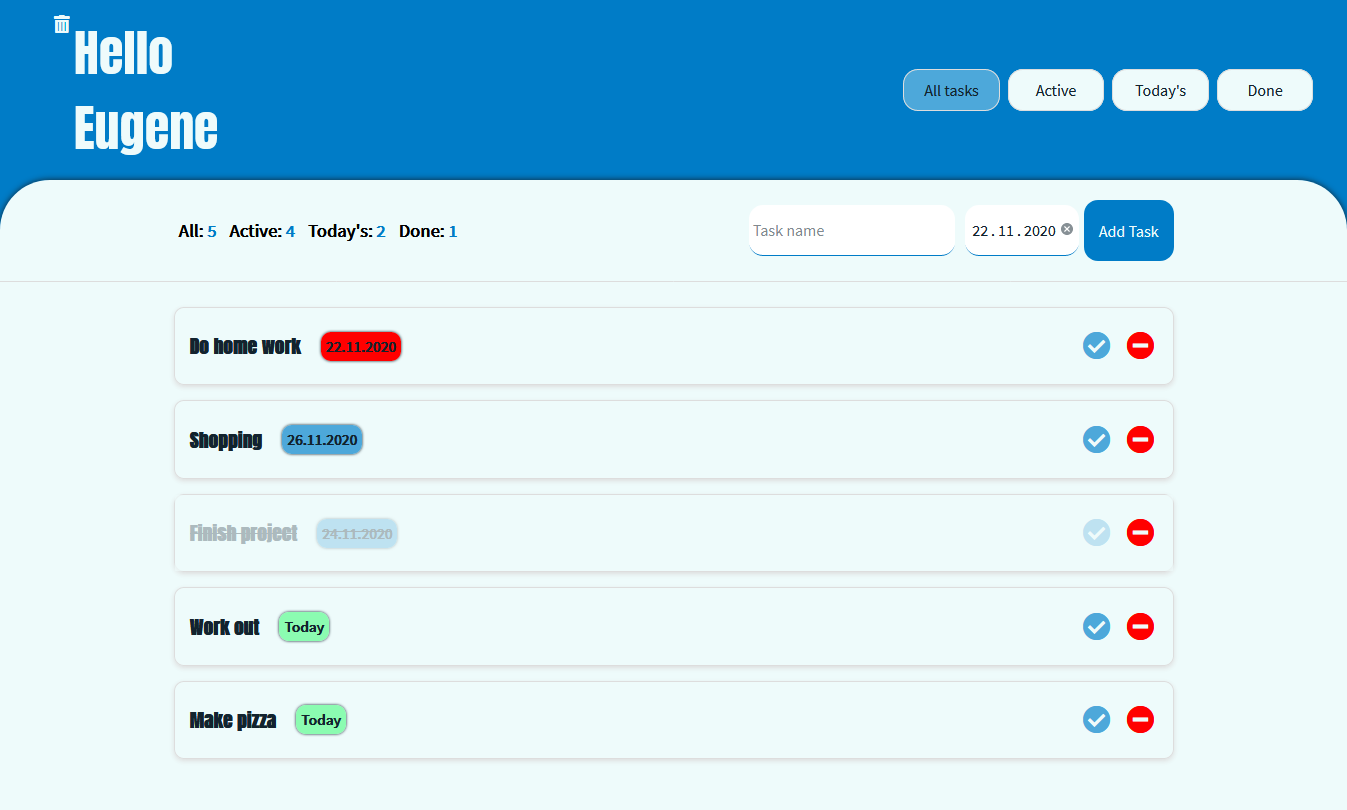 Hello
Eugene
All tasks Active Today's Done
All: 5 Active: 4 Today's: 2 Done: 1 Task name 22.11.2020 Add Task
Do home work 22.11.2020
Shopping 26.11.2020
Finish project 24.11.2020
Work out Today
Make pizza Today